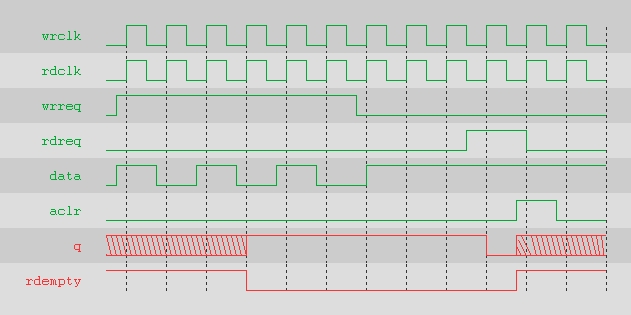 wrclk
rdclk
wrreq
rdreq
data
aclr
q
rdempty